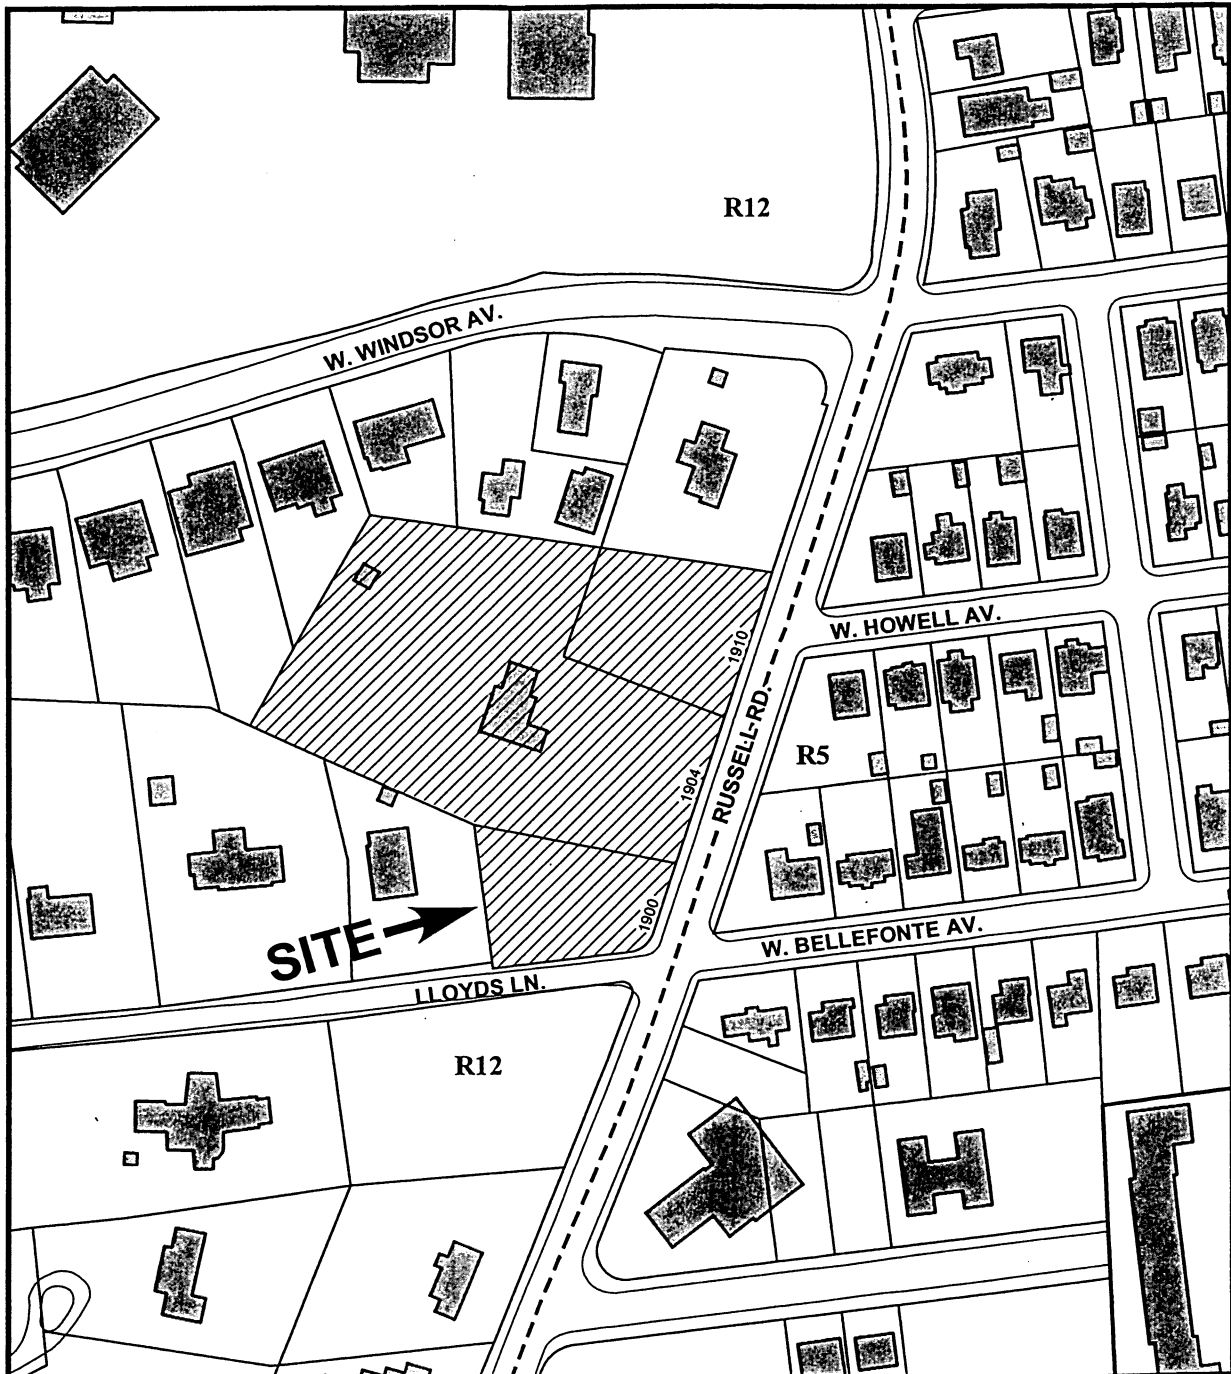 R12
W. WINDSOR AV.
W. HOWELL AV.
1910
RUSSELL RD.
R5
1904
1900
SITE
W. BELLEFONTE AV.
LLOYDS LN.
R12